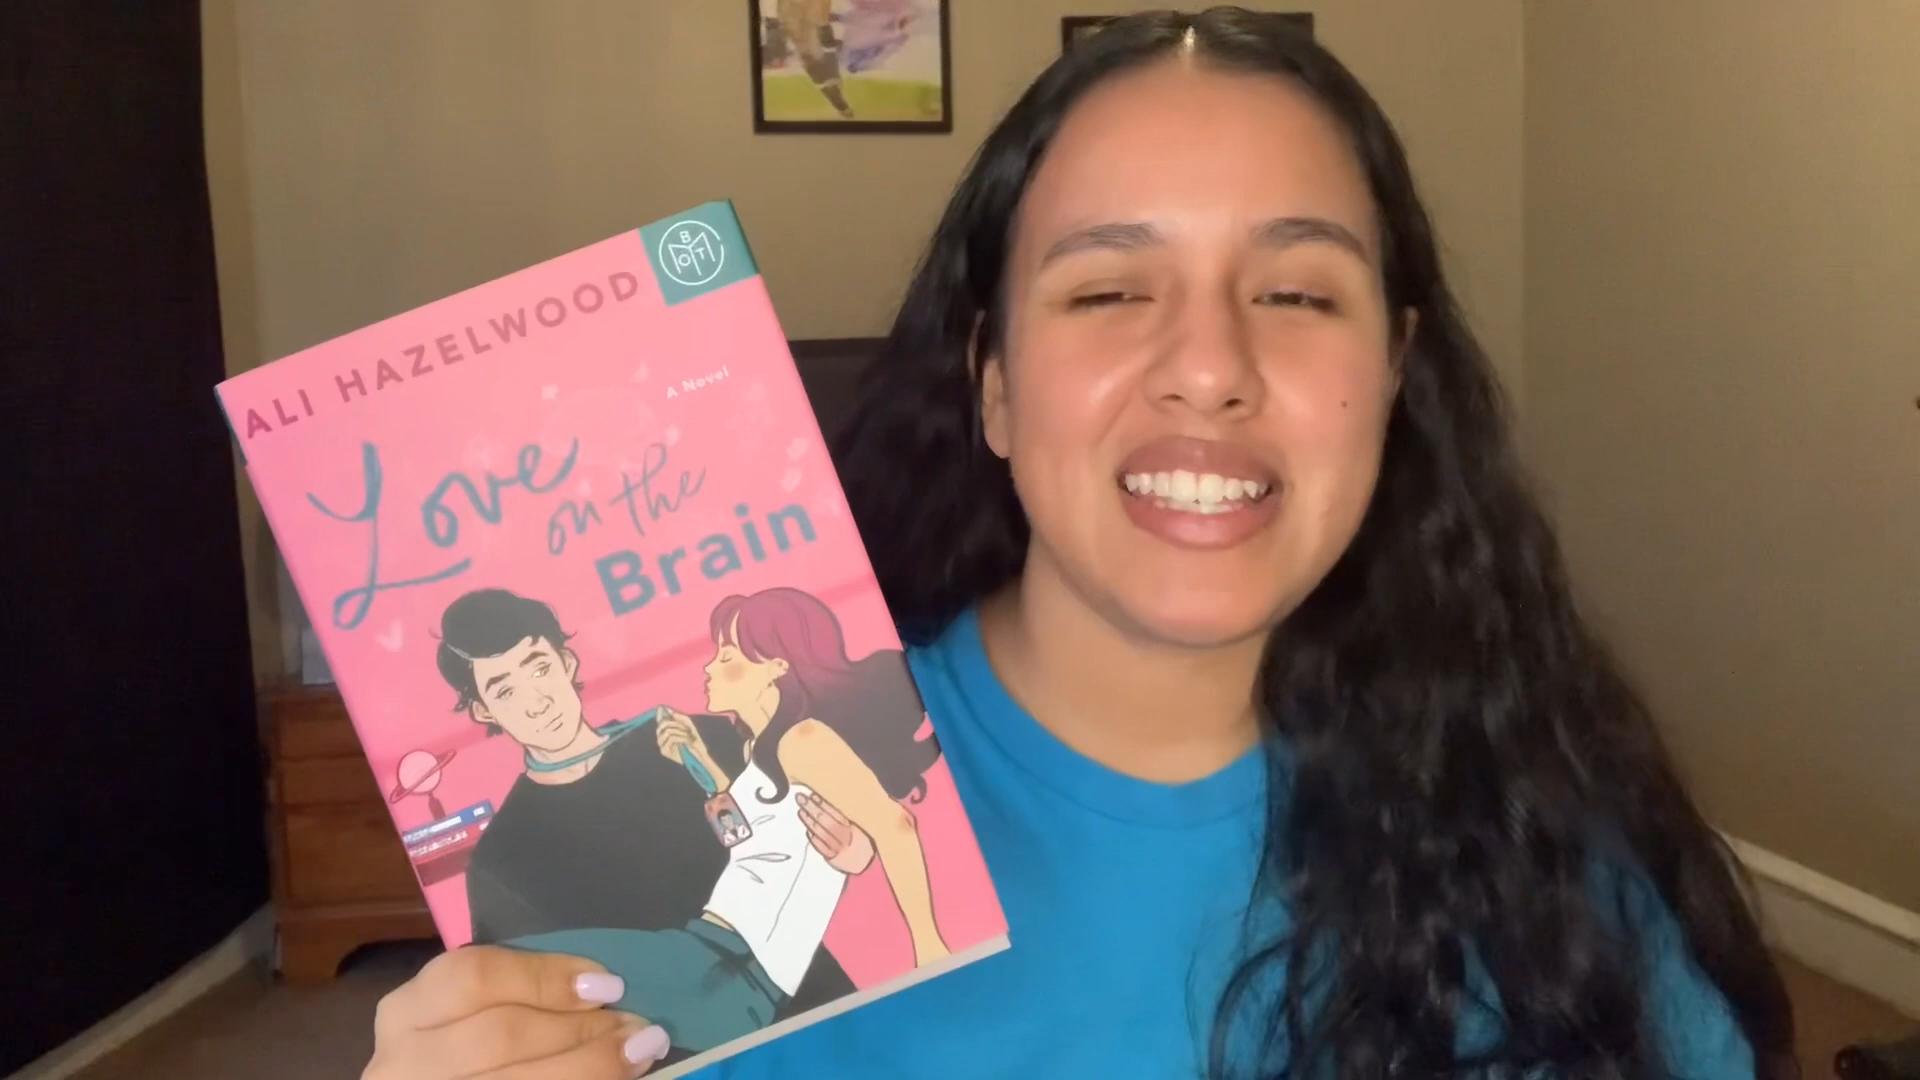 BOTM
ALI HAZELWOOD
A Novel
Love
on the
Brain